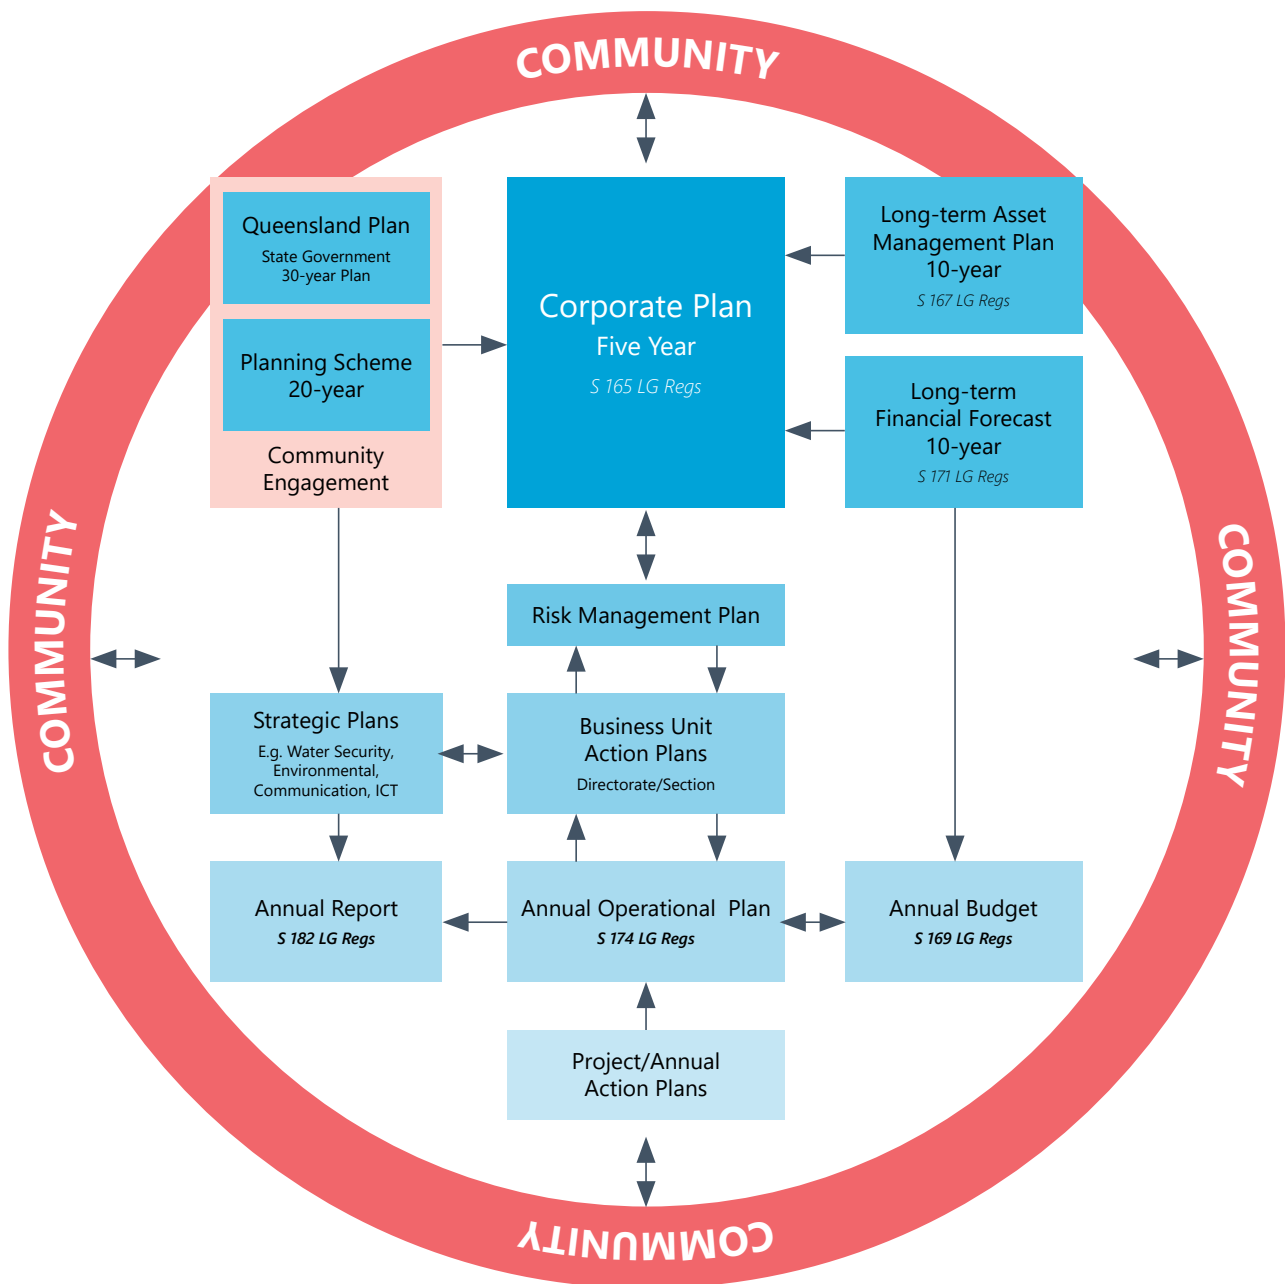 COMMUNITY
Queensland Plan
State Government
30-year Plan
Planning Scheme
20-year
Community
Engagement
Corporate Plan
Five Year
S 165 LG Regs
Long-term Asset
Management Plan
10-year
S 167 LG Regs
Long-term
Financial Forecast
10-year
S 171 LG Regs
COMMUNITY
COMMUNITY
Risk Management Plan
Strategic Plans
E.g. Water Security,
Environmental,
Communication, ICT
Business Unit
Action Plans
Directorate/Section
Annual Report
S 182 LG Regs
Annual Operational Plan
S 174 LG Regs
Annual Budget
S 169 LG Regs
Project/Annual
Action Plans
COMMUNITY